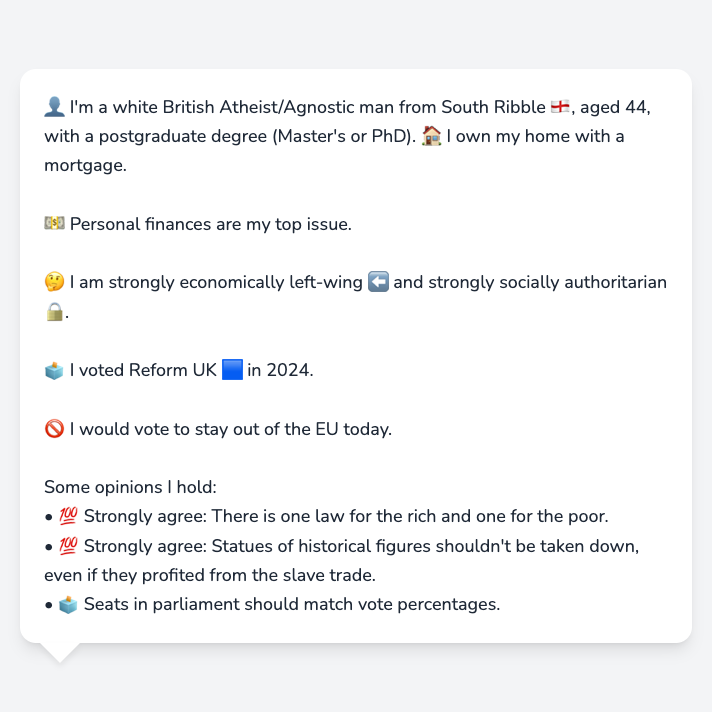 👤 I'm a white British Atheist/Agnostic man from South Ribble 🏴󠁧󠁢󠁥󠁮󠁧󠁿, aged 44,
with a postgraduate degree (Master's or PhD). 🏠 I own my home with a
mortgage.
💵 Personal finances are my top issue.
🤔 I am strongly economically left-wing ⬅️ and strongly socially authoritarian
🔒.
🗳️ I voted Reform UK 🟦 in 2024.
🚫 I would vote to stay out of the EU today.
Some opinions I hold:
• 💯 Strongly agree: There is one law for the rich and one for the poor.
• 💯 Strongly agree: Statues of historical figures shouldn't be taken down,
even if they profited from the slave trade.
• 🗳️ Seats in parliament should match vote percentages.